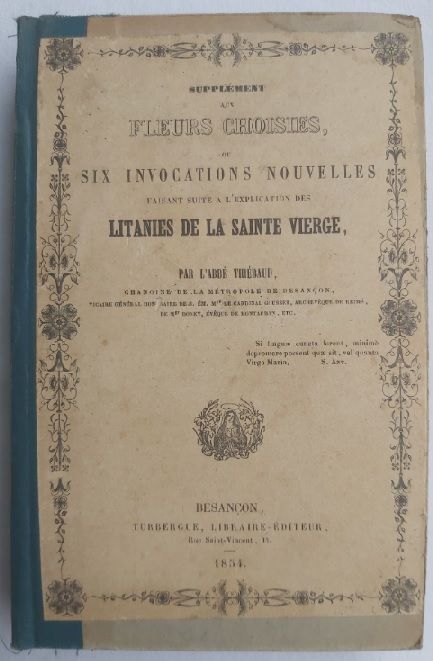 SUPPLÉMENT
AUX
FLEURS CHOISIES,
OU
SIX INVOCATIONS NOUVELLES
FAISANT SUITE A L'EXPLICATION DES
LITANIES DE LA SAINTE VIERGE,
PAR L'ABBÉ THIÉBAUD,
CHANOINE DE LA MÉTROPOLE DE BESANÇON,
VICAIRE GÉNÉRAL HONORAIRE DE S. ÉM. Mgr LE CARDINAL GOUSSET, ARCHEVÊQUE DE REIMS,
DE Mgr DONEY, ÉVÊQUE DE MONTAUBAN, ETC.
Si linguæ cunctæ forent, minimè
depromere possent quæ sit, vel quanta
Virgo Maria. S. ANT.
BESANÇON,
TURBERGUE, LIBRAIRE-ÉDITEUR,
Rue Saint-Vincent,
1854.